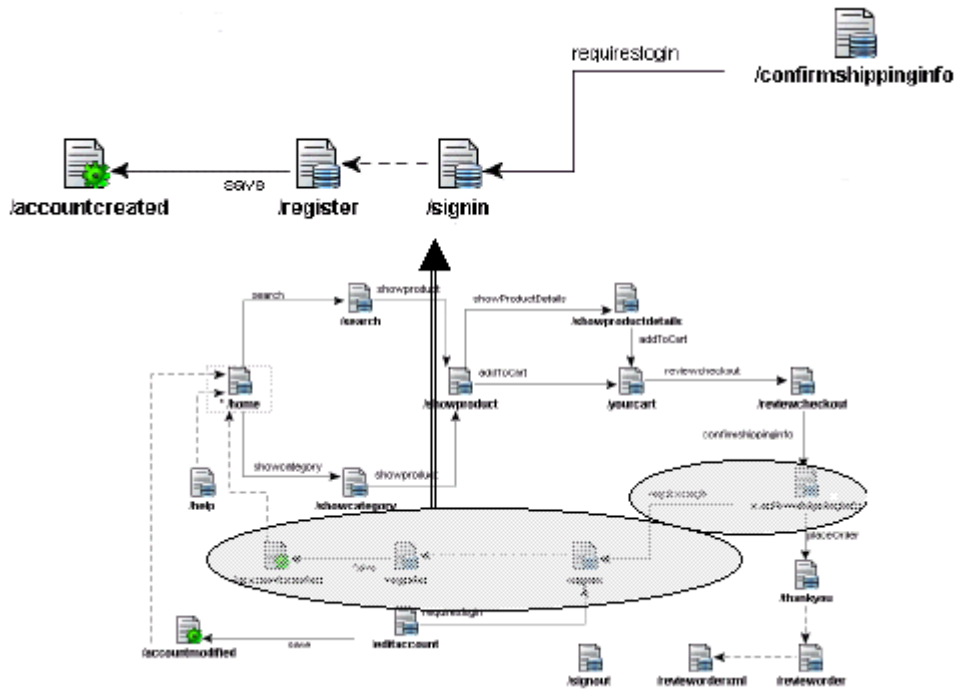 requireslogin
/confirmshippinginfo
save
/accountcreated
/register
/signin
search
showproduct
/search
showProductDetails
/showproductdetails
addToCart
/home
addToCart
/showproduct
reviewcheckout
/yourcart
/reviewcheckout
confirmshippinginfo
showcategory
showproduct
/help
/showcategory
placeOrder
/thankyou
requireslogin
save
/accountmodified
/editaccount
/signout
/revieworderxml
/revieworder